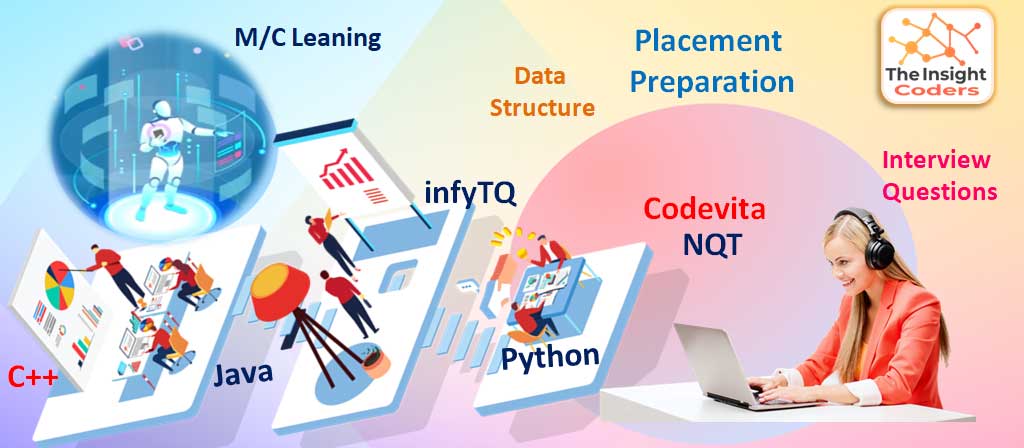 M/C Leaning
Placement
Preparation
The Insight
Coders
Data
Structure
Interview
Questions
infyTQ
Codevita
NQT
C++
Java
Python